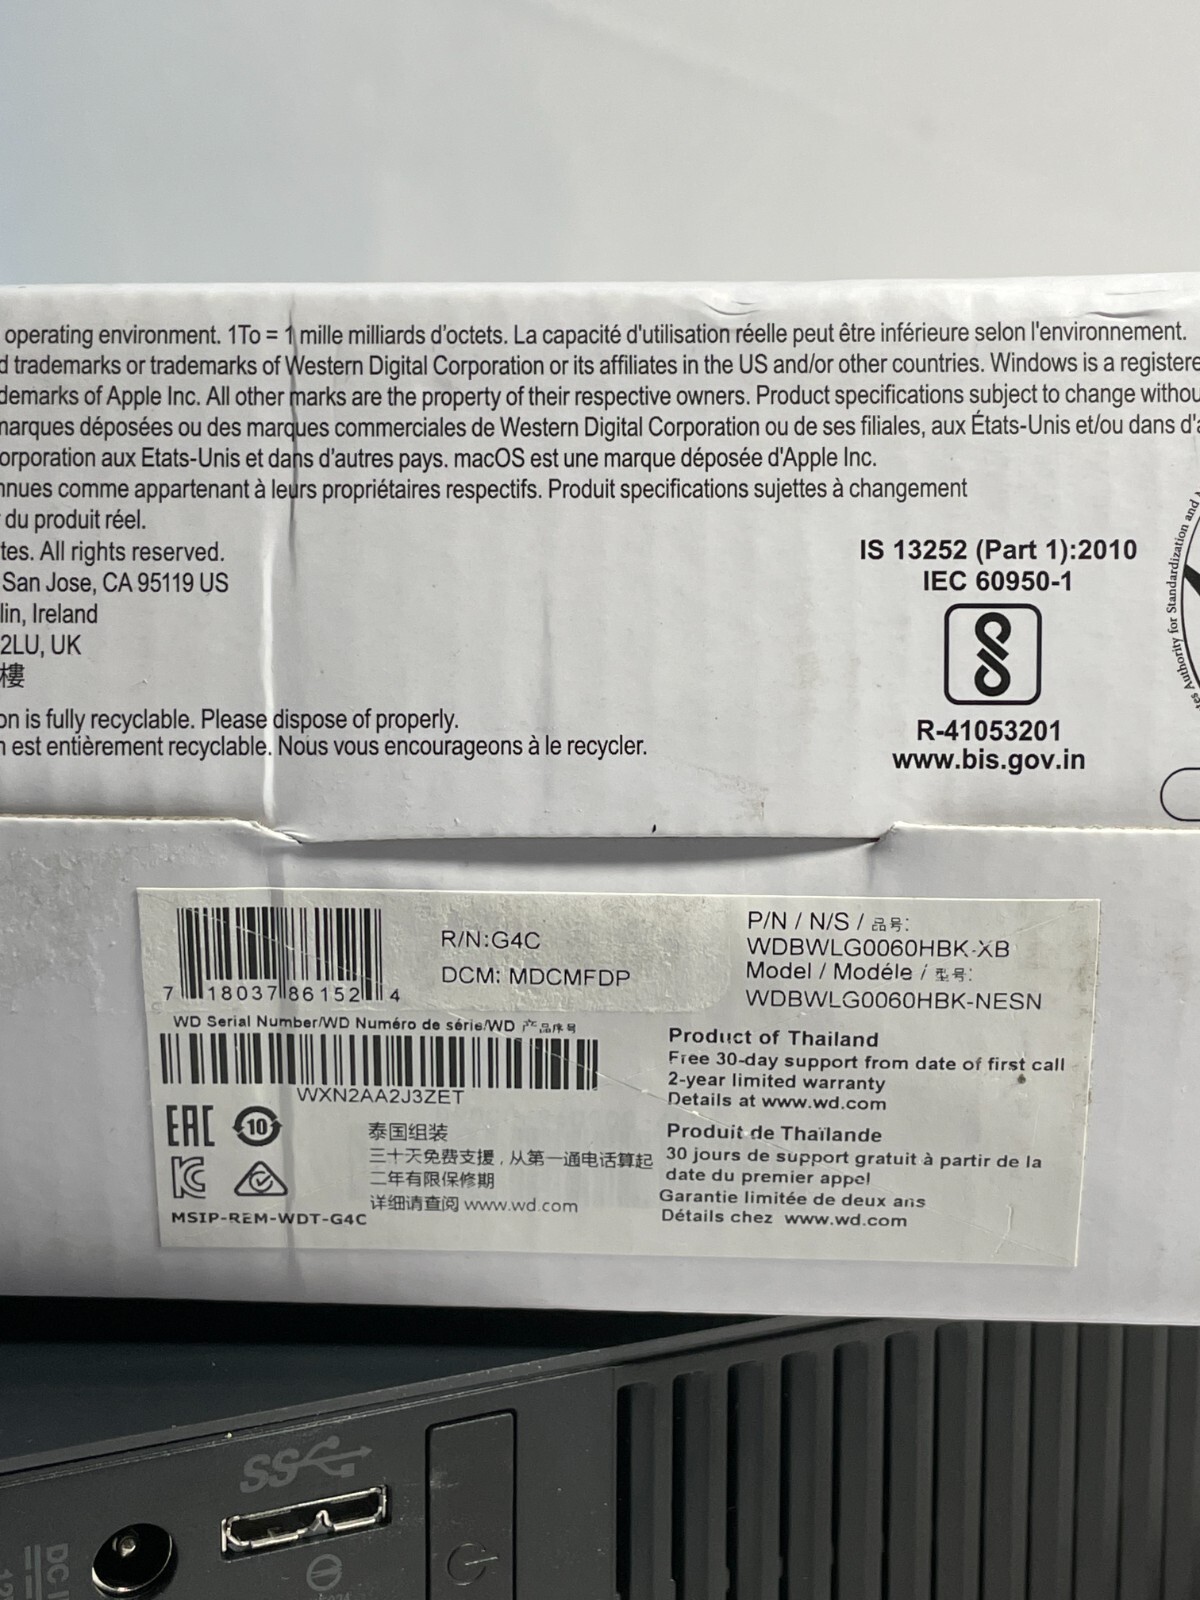 operating environment. 1To = 1 mille milliards d'octets. La capacité d'utilisation réelle peut être inférieure selon l'environnement.
d trademarks or trademarks of Western Digital Corporation or its affiliates in the US and/or other countries. Windows is a registere
demarks of Apple Inc. All other marks are the property of their respective owners. Product specifications subject to change withou
marques déposées ou des marques commerciales de Western Digital Corporation ou de ses filiales, aux États-Unis et/ou dans d'a
orporation aux Etats-Unis et dans d'autres pays. macOS est une marque déposée d'Apple Inc.
nnues comme appartenant à leurs propriétaires respectifs. Produit specifications sujettes à changement
du produit réel.
tes. All rights reserved.
San Jose, CA 95119 US
lin, Ireland
2LU, UK
樓
on is fully recyclable. Please dispose of properly.
n est entièrement recyclable. Nous vous encourageons à le recycler.
IS 13252 (Part 1):2010
IEC 60950-1
R-41053201
www.bis.gov.in
Authority for Standardization and
7 18037 86152 4
R/N:G4C
DCM: MDCMFDP
P/N / N/S / 品号:
WDBWLG0060HBK-XB
Model / Modéle / 型号:
WDBWLG0060HBK-NESN
WD Serial Number/WD Numéro de série/WD 产品序号
WXN2AA2J3ZET
EAC
10
MSIP-REM-WDT-G4C
泰国组装
三十天免费支援，从第一通电话算起
二年有限保修期
详细请查阅 www.wd.com
Product of Thailand
Free 30-day support from date of first call
2-year limited warranty
Details at www.wd.com
Produit de Thaïlande
30 jours de support gratuit à partir de la
date du premier appel
Garantie limitée de deux ans
Détails chez www.wd.com
SS
DC
12